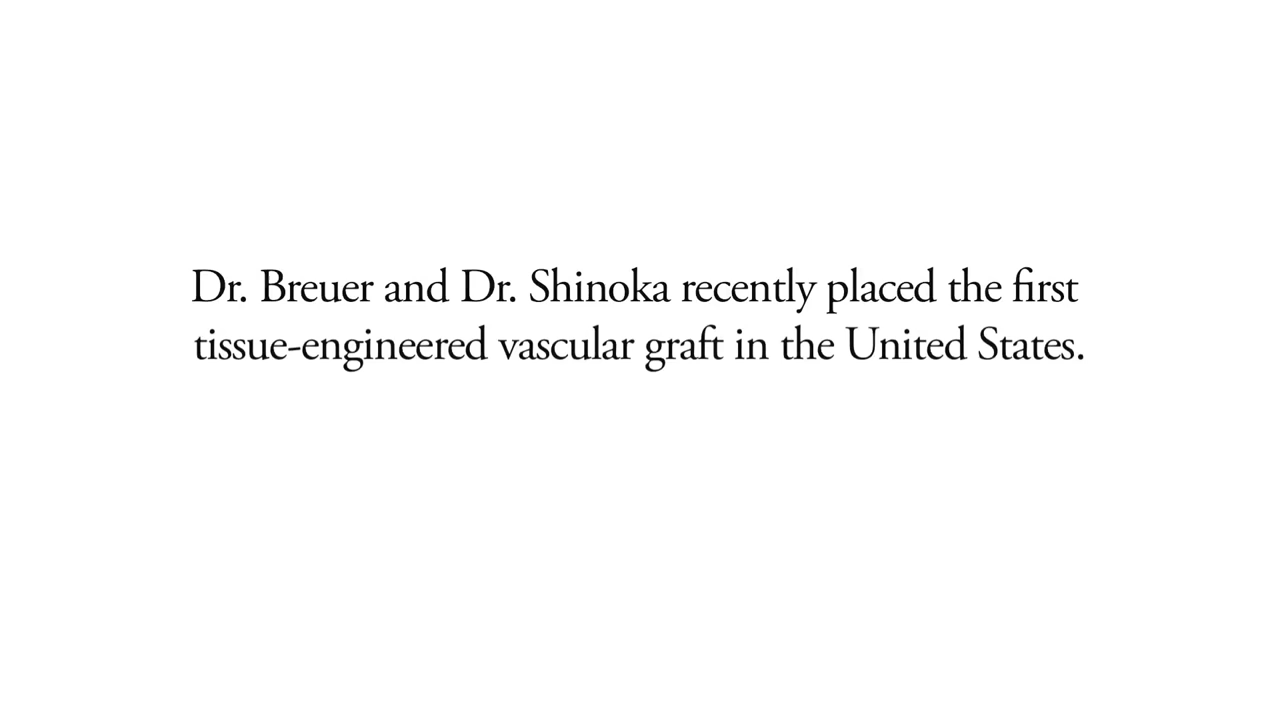 Dr. Breuer and Dr. Shinoka recently placed the first
tissue-engineered vascular graft in the United States.